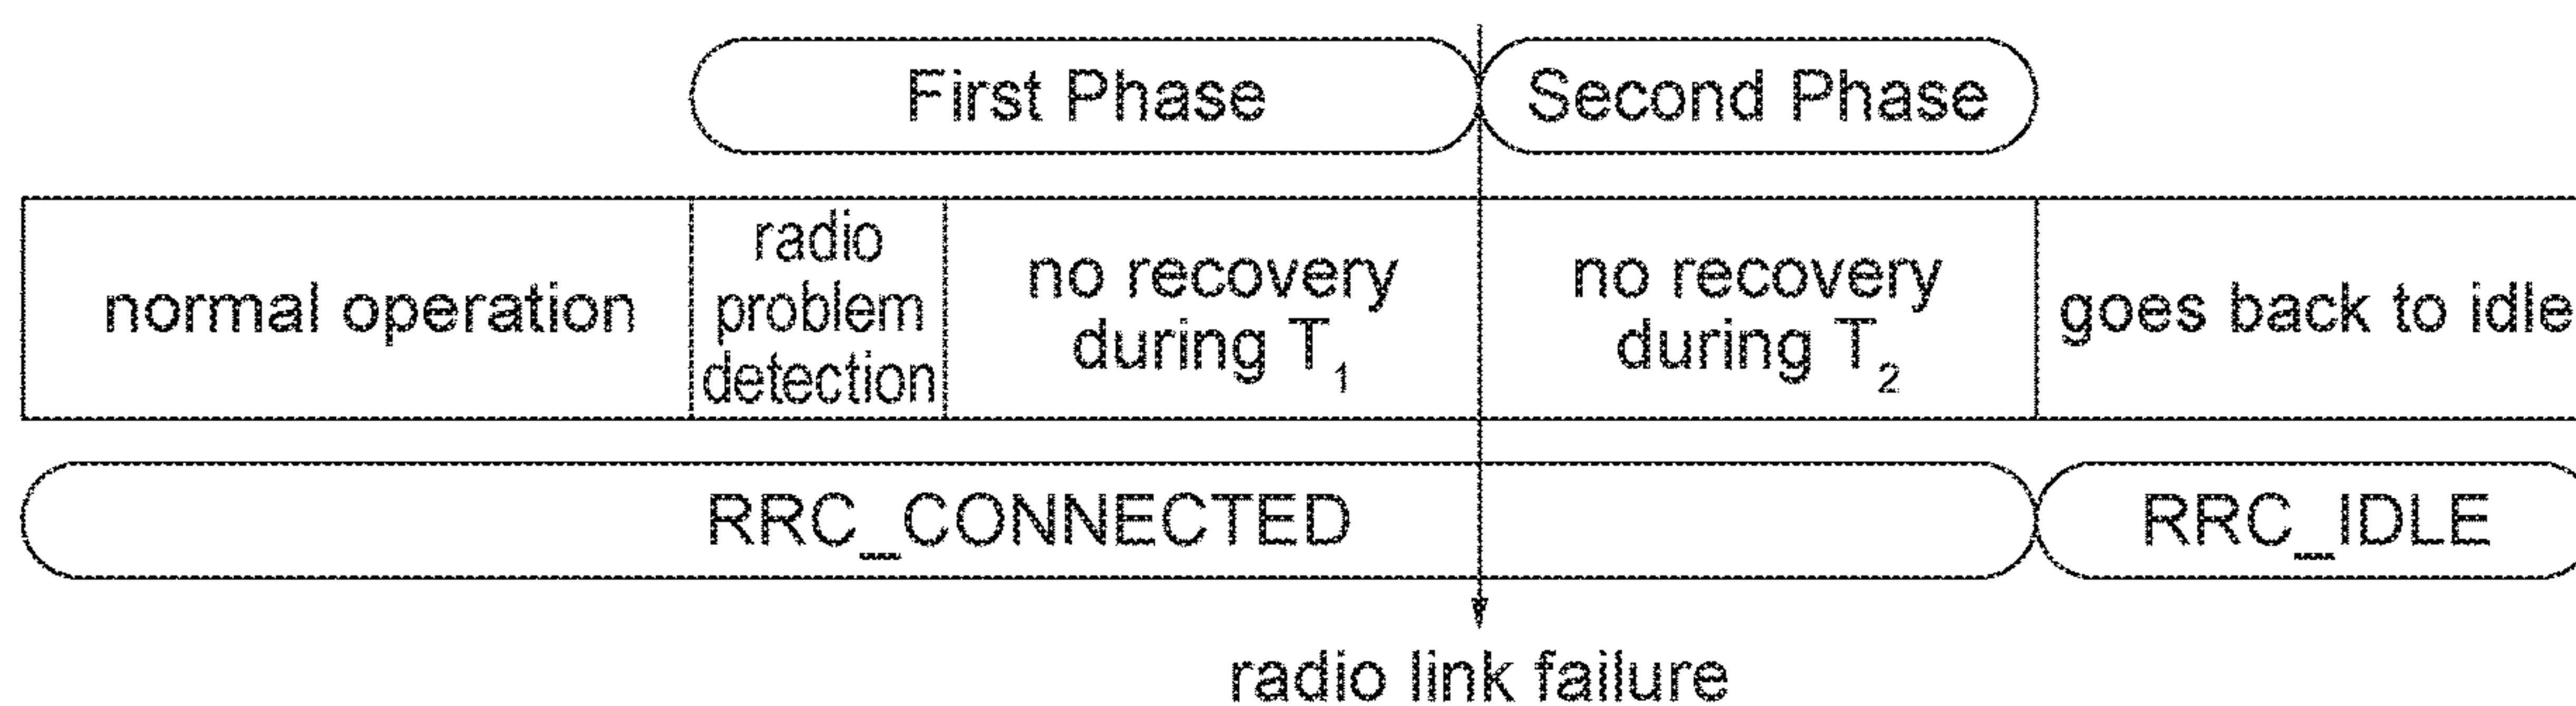 First Phase
Second Phase
normal operation
radio
problem
detection
no recovery
during T₁
no recovery
during T₂
goes back to idle
RRC_CONNECTED
RRC_IDLE
radio link failure